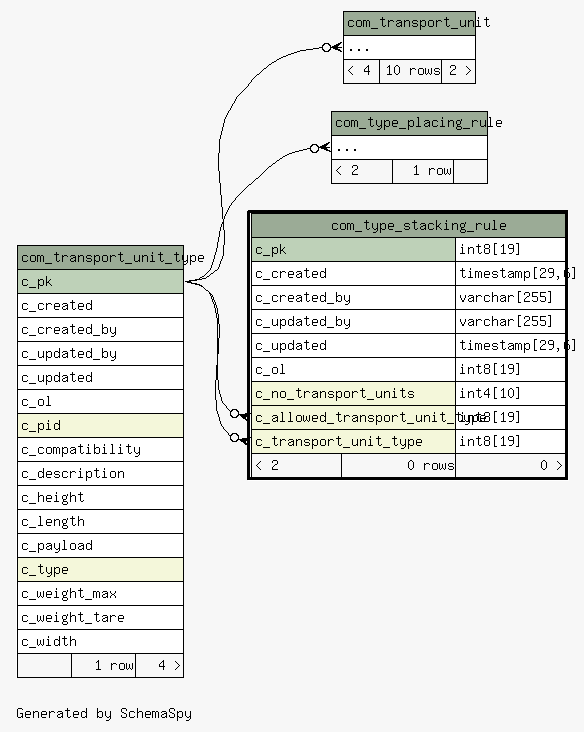 com_transport_unit
...
< 4 10 rows 2 >
com_type_placing_rule
...
< 2 1 row
com_type_stacking_rule
c_pk int8[19]
c_created timestamp[29,6]
c_created_by varchar[255]
c_updated_by varchar[255]
c_updated timestamp[29,6]
c_ol int8[19]
c_no_transport_units int4[10]
c_allowed_transport_unit_type int8[19]
c_transport_unit_type int8[19]
< 2 0 rows 0 >
com_transport_unit_type
c_pk
c_created
c_created_by
c_updated_by
c_updated
c_ol
c_pid
c_compatibility
c_description
c_height
c_length
c_payload
c_type
c_weight_max
c_weight_tare
c_width
1 row 4 >
Generated by SchemaSpy